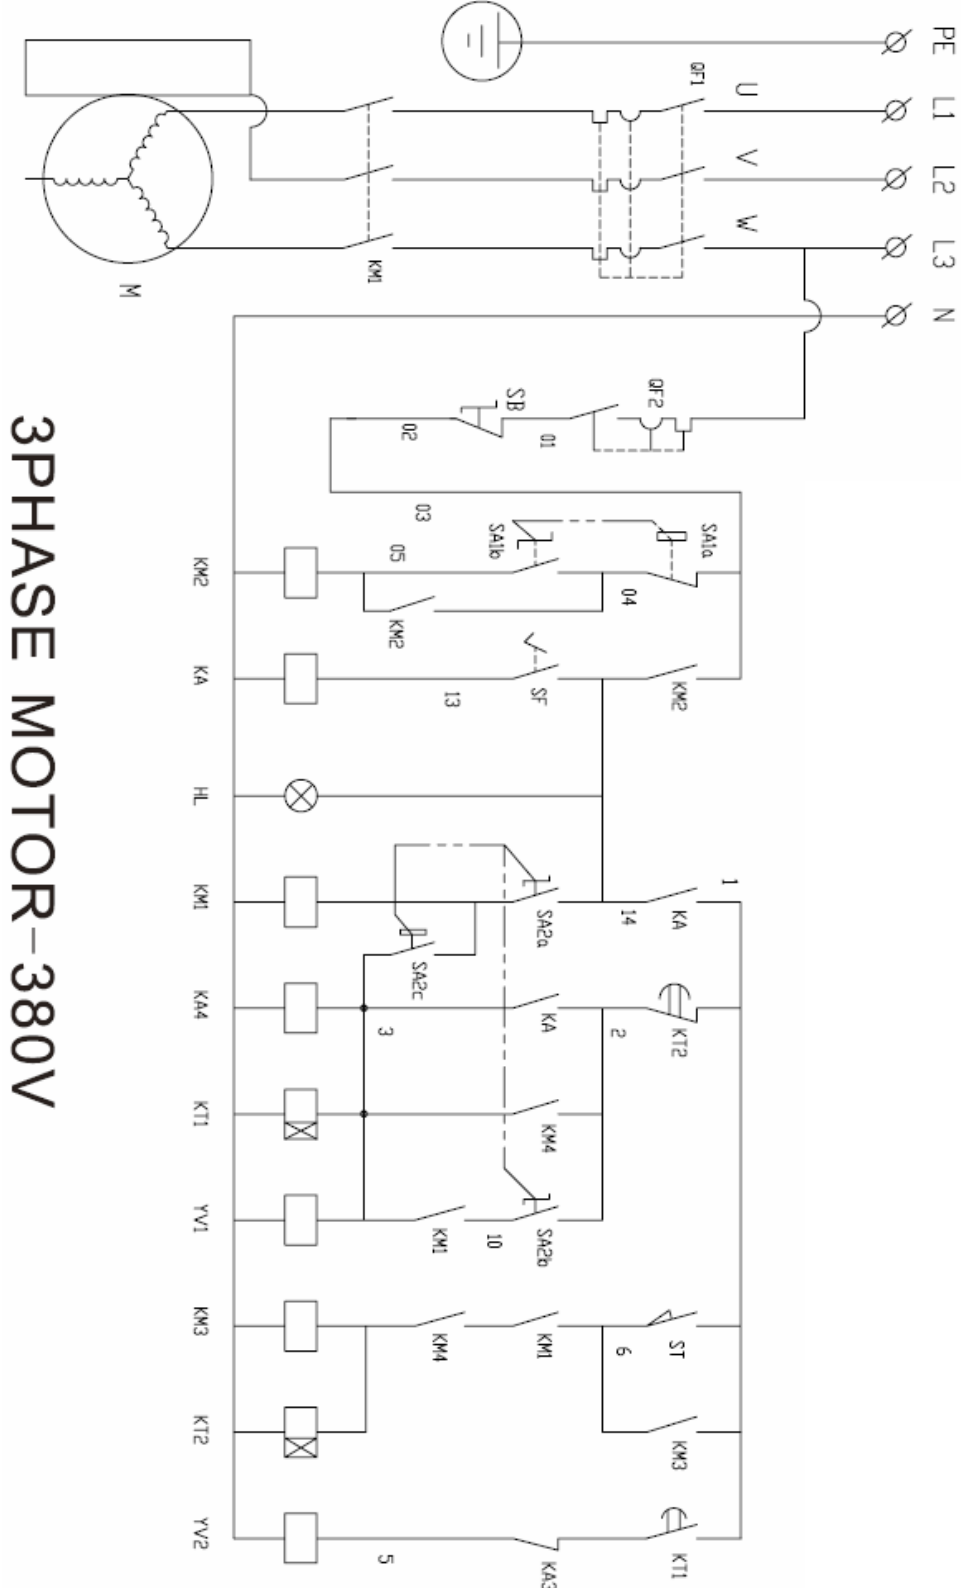 PE
L1
L2
L3
N
QF1
U
V
W
KM1
M
QF2
SB
01
02
03
SA1a
SA1b
04
05
KM2
KM2
KM2
SF
13
KA
HL
1
KA
14
SA2a
SA2c
KM1
KT2
2
KA
3
KA4
KM4
KT1
SA2b
10
KM1
YV1
ST
6
KM1
KM4
KM3
KM3
KT2
KT1
KA3
5
YV2
3PHASE MOTOR-380V